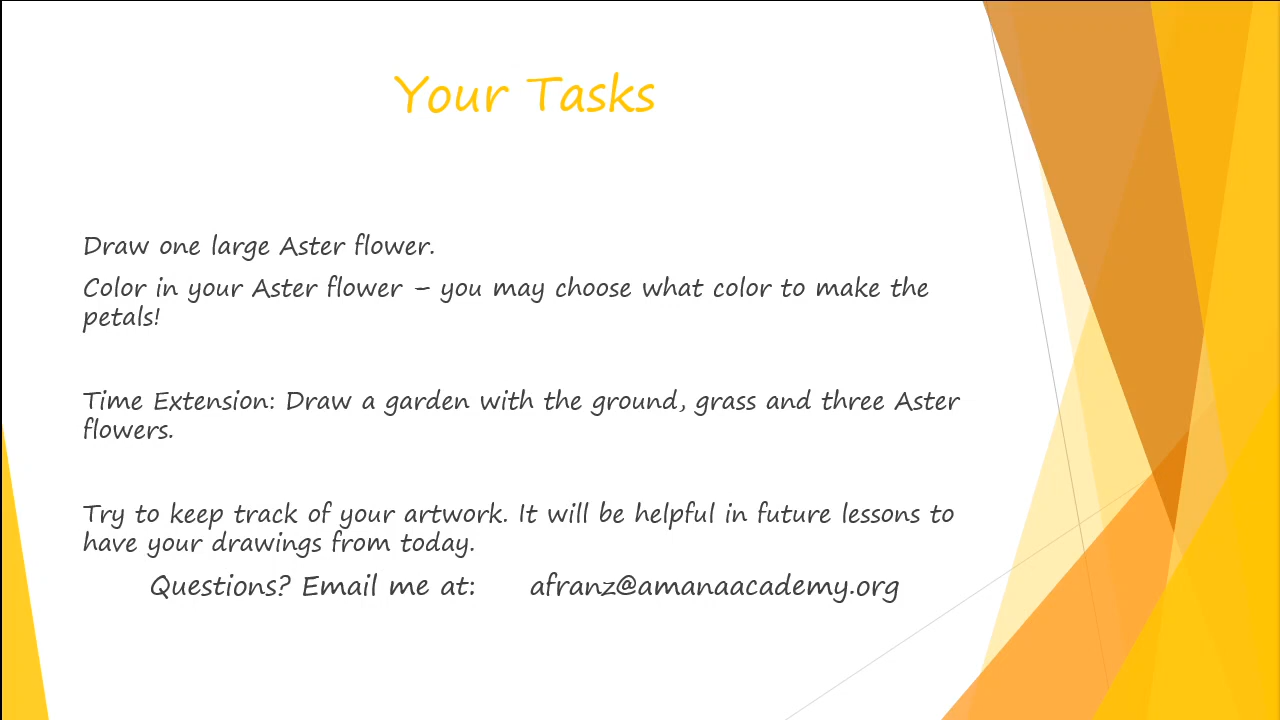 Your Tasks
Draw one large Aster flower.
Color in your Aster flower – you may choose what color to make the
petals!
Time Extension: Draw a garden with the ground, grass and three Aster
flowers.
Try to keep track of your artwork. It will be helpful in future lessons to
have your drawings from today.
Questions? Email me at: afranz@amanaacademy.org